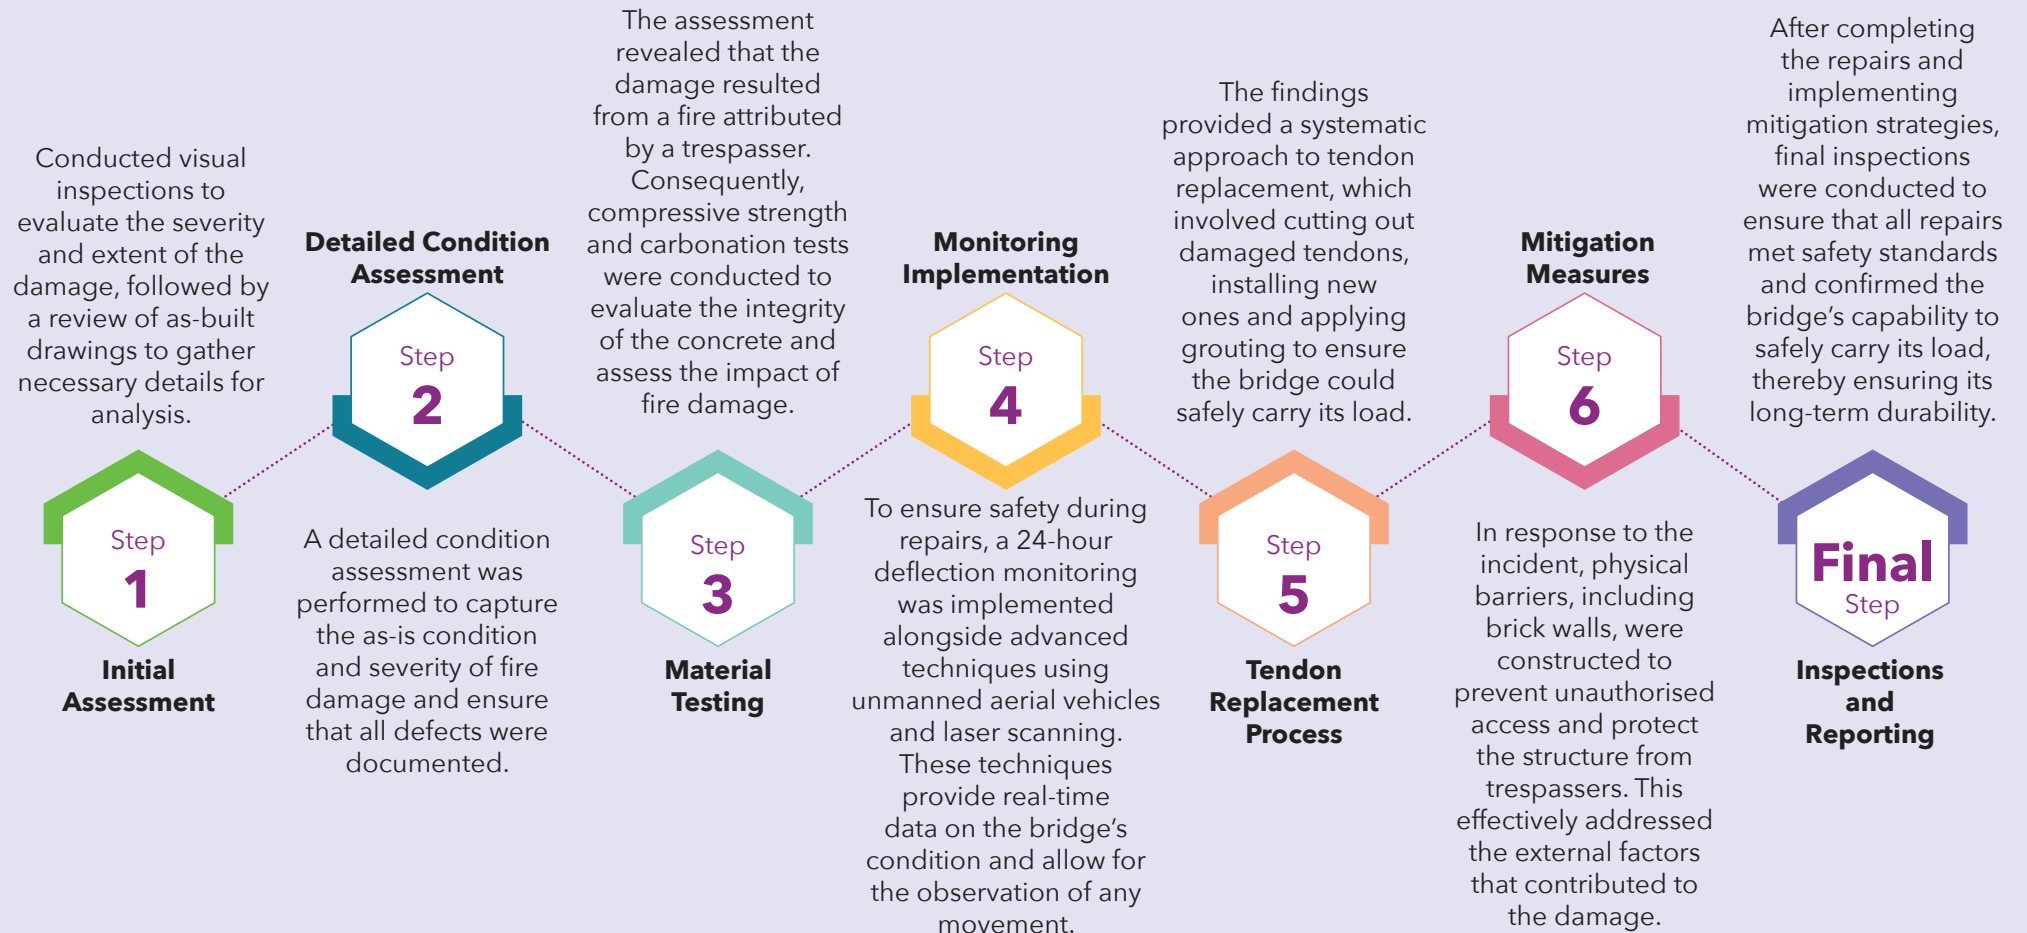 Conducted visual
inspections to
evaluate the severity
and extent of the
damage, followed by
a review of as-built
drawings to gather
necessary details for
analysis.
Step
1
Initial
Assessment
Detailed Condition
Assessment
Step
2
A detailed condition
assessment was
performed to capture
the as-is condition
and severity of fire
damage and ensure
that all defects were
documented.
The assessment
revealed that the
damage resulted
from a fire attributed
by a trespasser.
Consequently,
compressive strength
and carbonation tests
were conducted to
evaluate the integrity
of the concrete and
assess the impact of
fire damage.
Step
3
Material
Testing
Monitoring
Implementation
Step
4
To ensure safety during
repairs, a 24-hour
deflection monitoring
was implemented
alongside advanced
techniques using
unmanned aerial vehicles
and laser scanning.
These techniques
provide real-time
data on the bridge's
condition and allow for
the observation of any
movement.
The findings
provided a systematic
approach to tendon
replacement, which
involved cutting out
damaged tendons,
installing new
ones and applying
grouting to ensure
the bridge could
safely carry its load.
Step
5
Tendon
Replacement
Process
Mitigation
Measures
Step
6
In response to the
incident, physical
barriers, including
brick walls, were
constructed to
prevent unauthorised
access and protect
the structure from
trespassers. This
effectively addressed
the external factors
that contributed to
the damage.
After completing
the repairs and
implementing
mitigation strategies,
final inspections
were conducted to
ensure that all repairs
met safety standards
and confirmed the
bridge's capability to
safely carry its load,
thereby ensuring its
long-term durability.
Final
Step
Inspections
and
Reporting